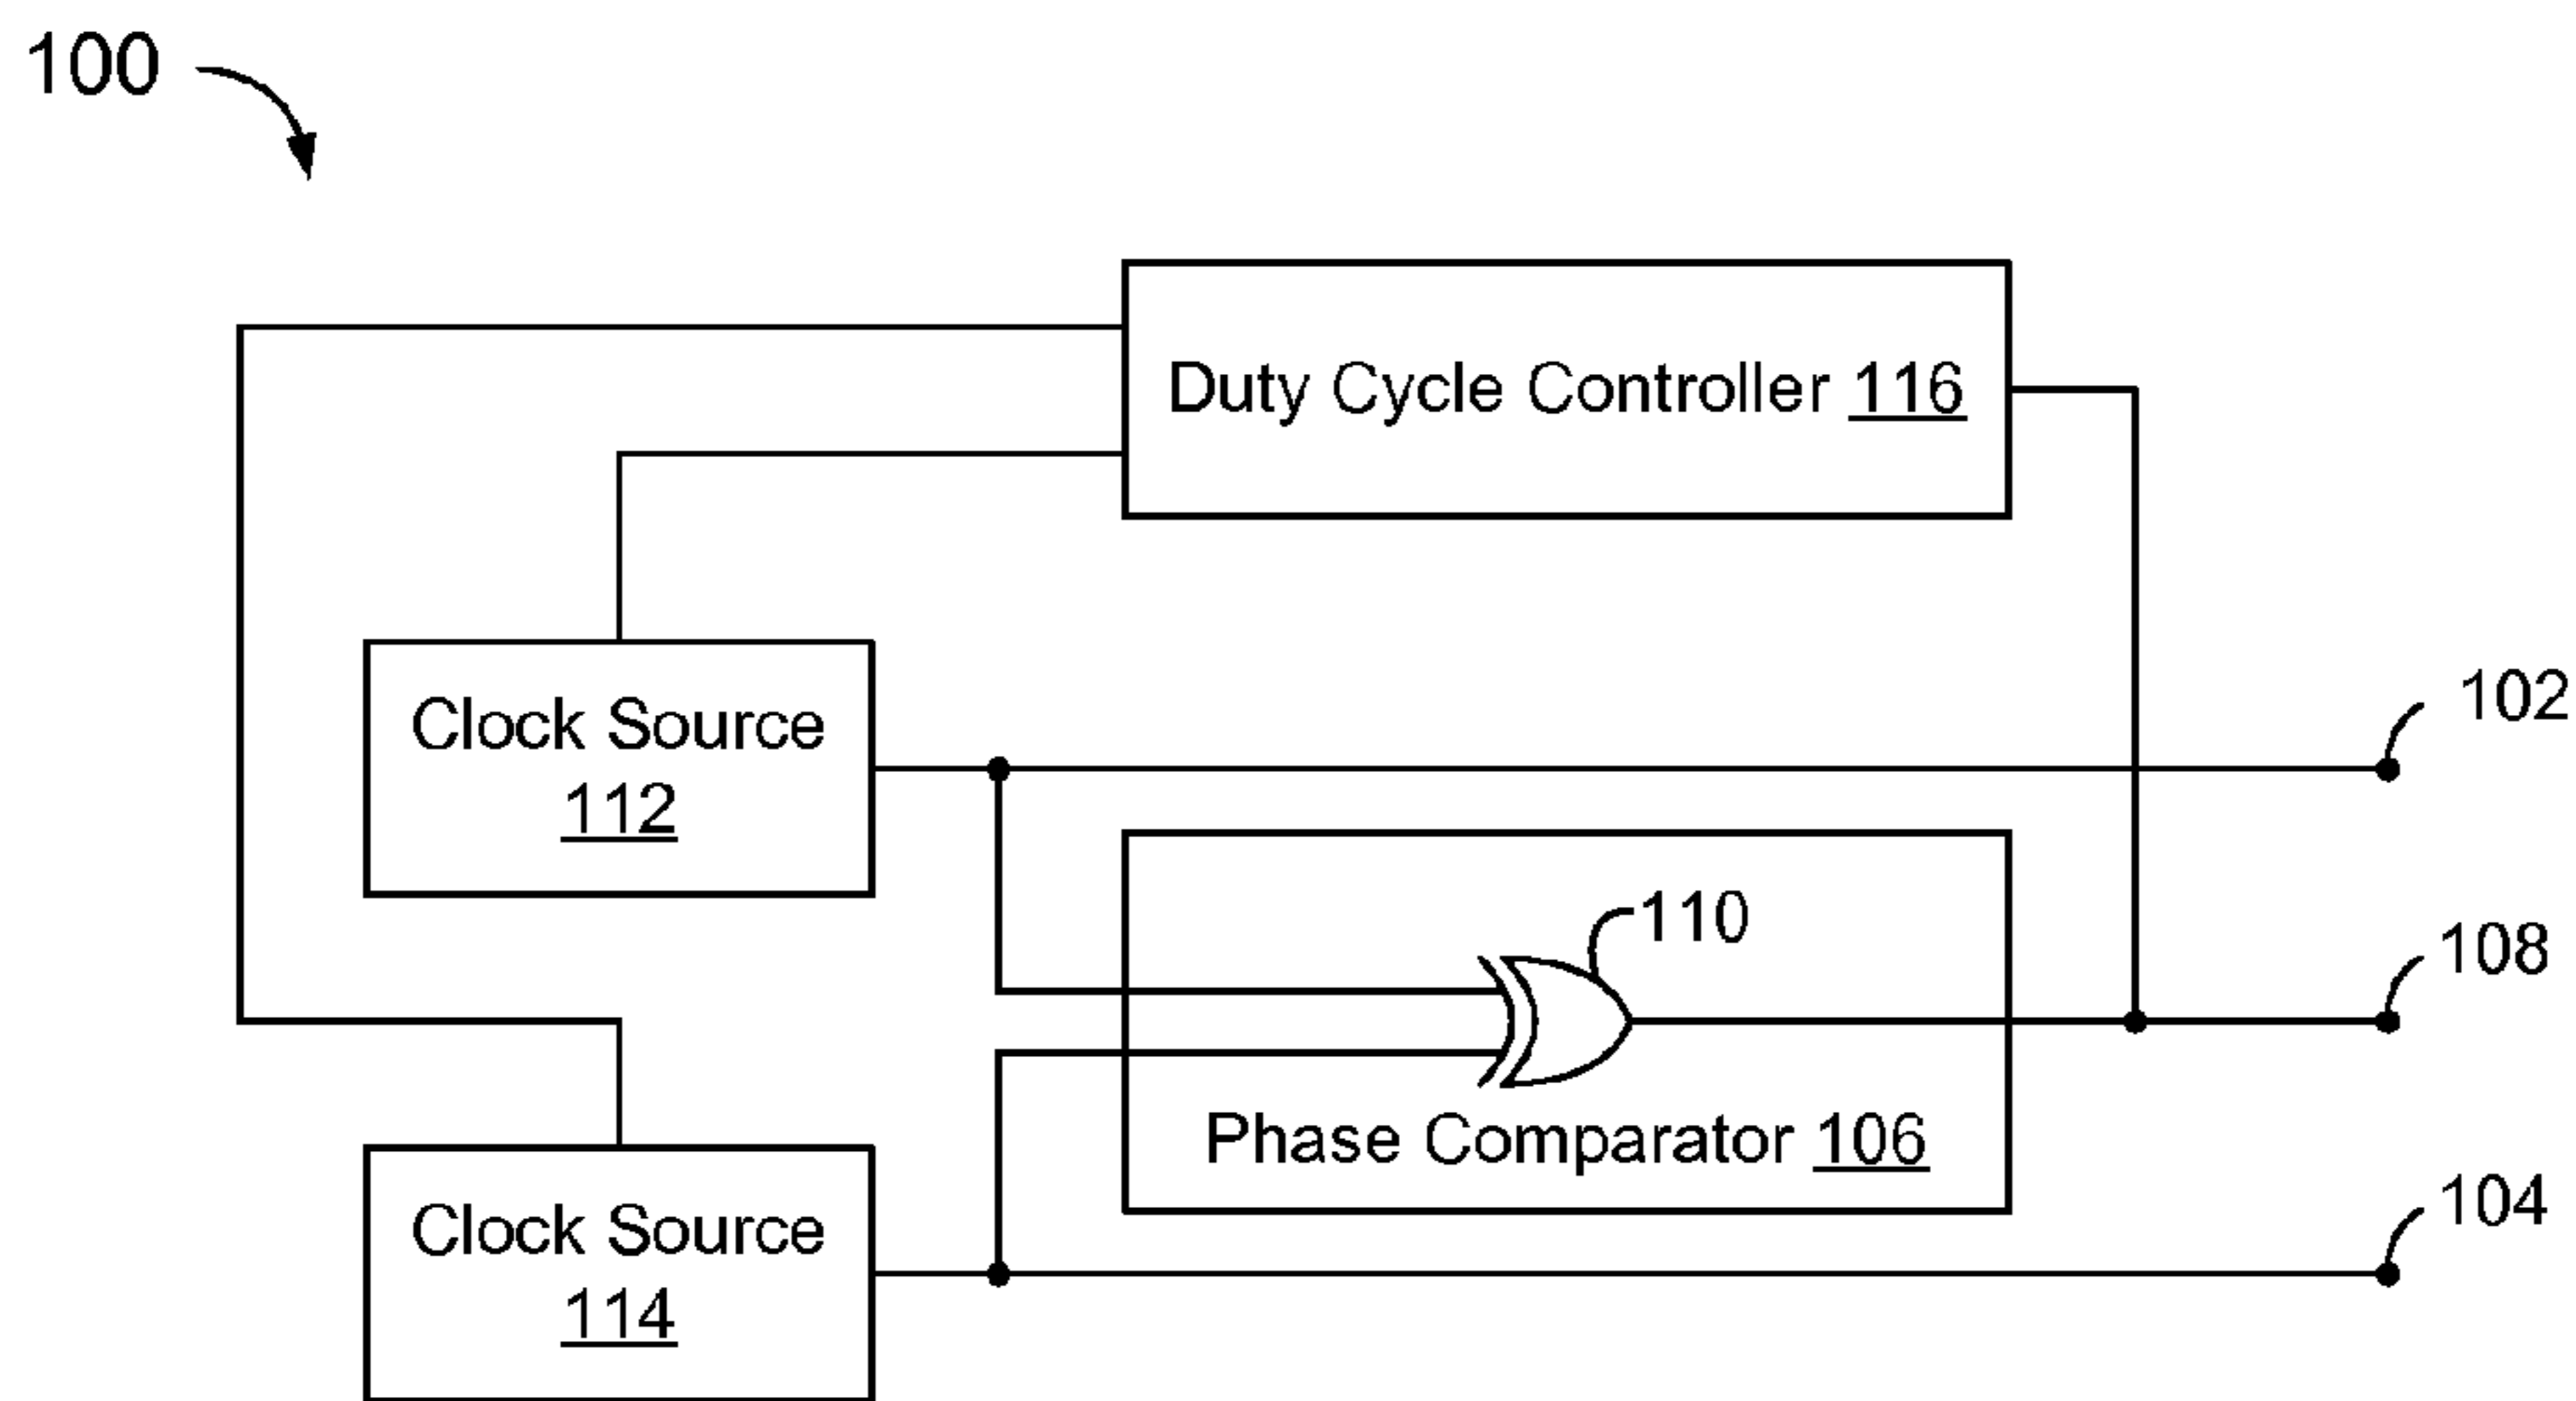 100
Duty Cycle Controller 116
102
Clock Source
112
110
108
Phase Comparator 106
104
Clock Source
114